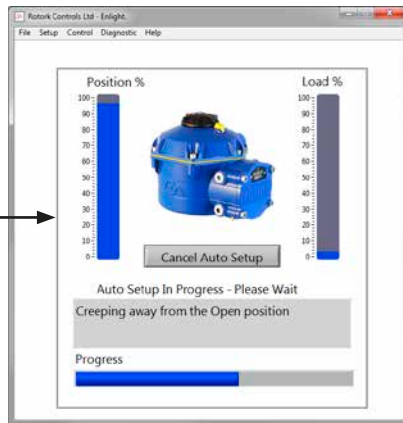 Rotork Controls Ltd - Enlight.
File Setup Control Diagnostic Help
Position %
Load %
100
90
80
70
60
50
40
30
20
10
0
100
90
80
70
60
50
40
30
20
10
0
Cancel Auto Setup
Auto Setup In Progress - Please Wait
Creeping away from the Open position
Progress